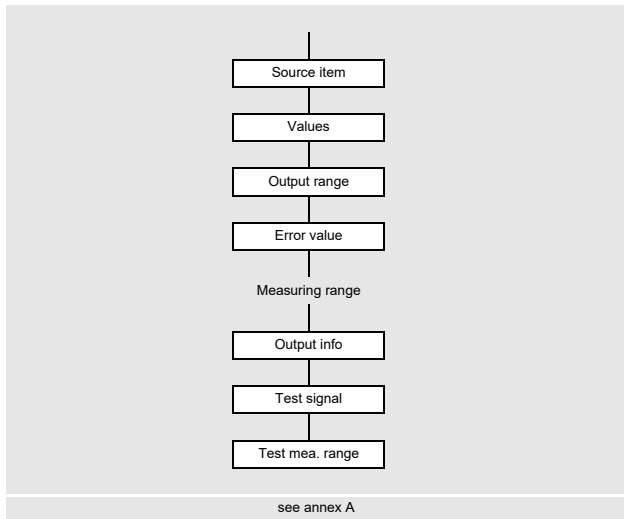 Source item
Values
Output range
Error value
Measuring range
Output info
Test signal
Test mea. range
see annex A